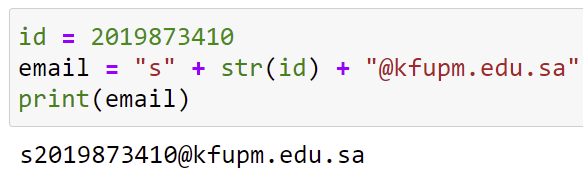 id = 2019873410
email = "s" + str(id) + "@kfupm.edu.sa"
print(email)
s2019873410@kfupm.edu.sa